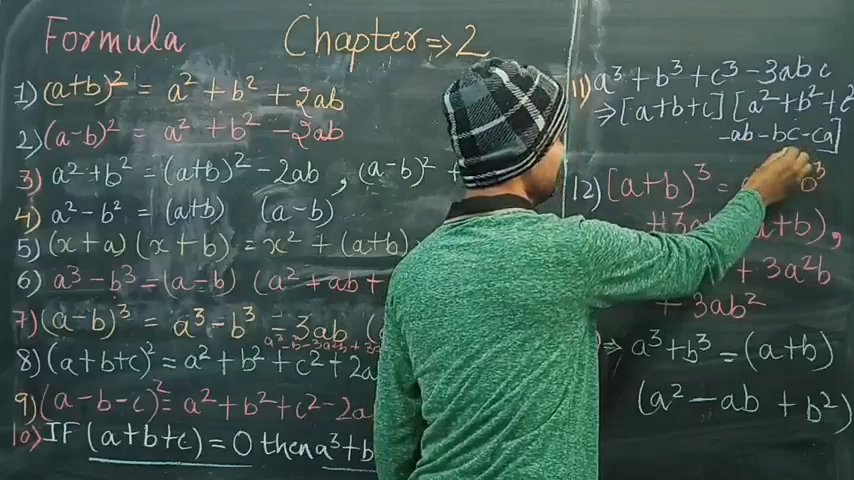 Formula
Chapter => 2
1) (a+b)² = a² + b² + 2ab
2) (a-b)² = a² + b² - 2ab
3) a² + b² = (a+b)² - 2ab , (a-b)² +
4) a² - b² = (a+b) (a-b)
5) (x+a) (x+b) = x² + (a+b)
6) a³ - b³ = (a-b) (a² + ab +
7) (a-b)³ = a³ - b³ - 3ab (
8) (a+b+c)² = a² + b² + c² + 2a
9) (a-b-c)² = a² + b² + c² - 2a
10) IF (a+b+c) = 0 then a³ + b
11) a³ + b³ + c³ - 3abc
⇒ [a+b+c] [a² + b² + c²
-ab - bc - ca]
12) [a+b)³ = b³
+3a a+b) ,
+ 3a²b
+ 3ab²
⇒ a³ + b³ = (a+b)
(a² - ab + b²)